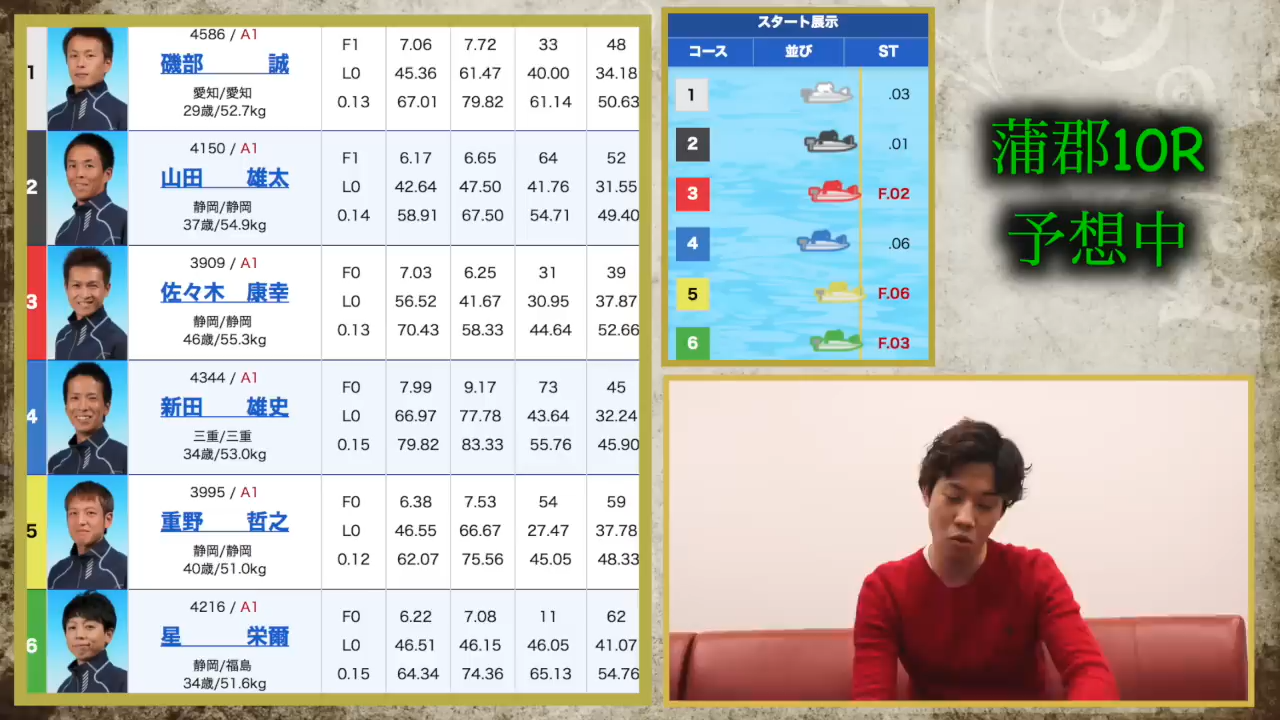 1
4586 / A1
磯部 誠
愛知/愛知
29歳/52.7kg
F1 7.06 7.72 33 48
L0 45.36 61.47 40.00 34.18
0.13 67.01 79.82 61.14 50.63
2
4150 / A1
山田 雄太
静岡/静岡
37歳/54.9kg
F1 6.17 6.65 64 52
L0 42.64 47.50 41.76 31.55
0.14 58.91 67.50 54.71 49.40
3
3909 / A1
佐々木 康幸
静岡/静岡
46歳/55.3kg
F0 7.03 6.25 31 39
L0 56.52 41.67 30.95 37.87
0.13 70.43 58.33 44.64 52.66
4
4344 / A1
新田 雄史
三重/三重
34歳/53.0kg
F0 7.99 9.17 73 45
L0 66.97 77.78 43.64 32.24
0.15 79.82 83.33 55.76 45.90
5
3995 / A1
重野 哲之
静岡/静岡
40歳/51.0kg
F0 6.38 7.53 54 59
L0 46.55 66.67 27.47 37.78
0.12 62.07 75.56 45.05 48.33
6
4216 / A1
星 栄爾
静岡/福島
34歳/51.6kg
F0 6.22 7.08 11 62
L0 46.51 46.15 46.05 41.07
0.15 64.34 74.36 65.13 54.76
スタート展示
コース 並び ST
1 .03
2 .01
3 F.02
4 .06
5 F.06
6 F.03
蒲郡10R
予想中